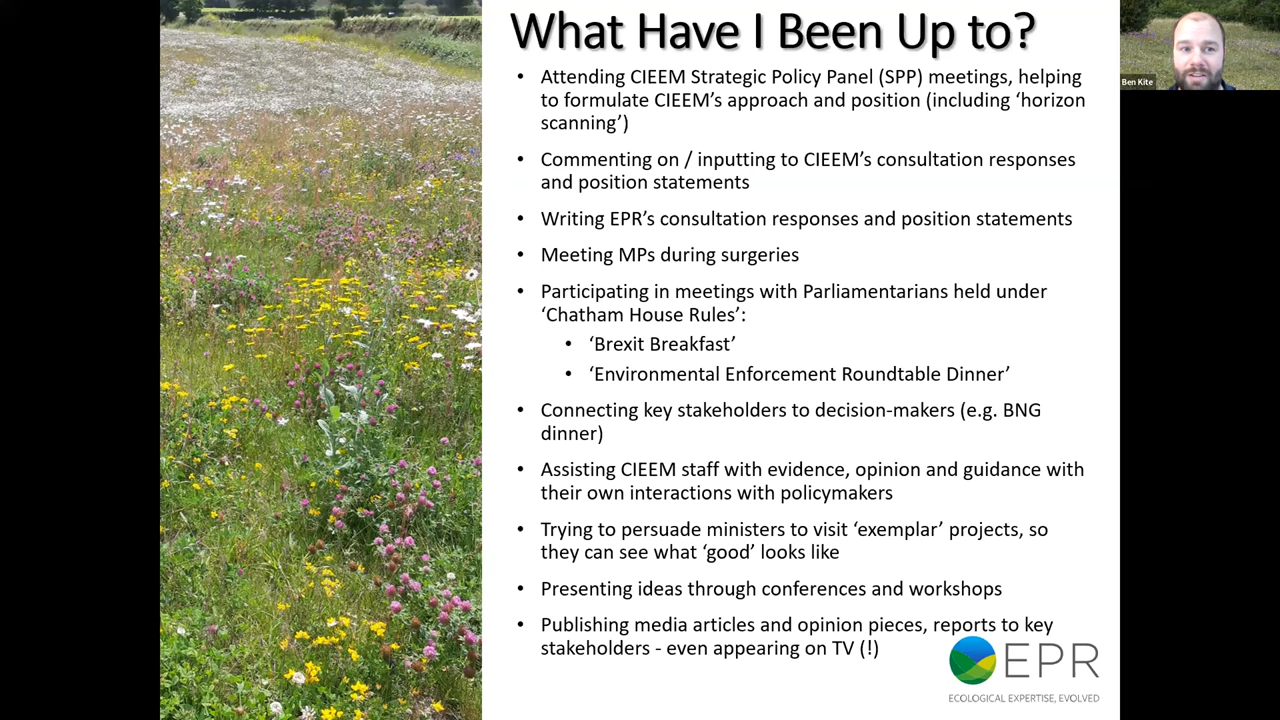 What Have I Been Up to?
• Attending CIEEM Strategic Policy Panel (SPP) meetings, helping
to formulate CIEEM's approach and position (including 'horizon
scanning')
• Commenting on / inputting to CIEEM's consultation responses
and position statements
• Writing EPR's consultation responses and position statements
• Meeting MPs during surgeries
• Participating in meetings with Parliamentarians held under
'Chatham House Rules':
• 'Brexit Breakfast'
• 'Environmental Enforcement Roundtable Dinner'
• Connecting key stakeholders to decision-makers (e.g. BNG
dinner)
• Assisting CIEEM staff with evidence, opinion and guidance with
their own interactions with policymakers
• Trying to persuade ministers to visit 'exemplar' projects, so
they can see what 'good' looks like
• Presenting ideas through conferences and workshops
• Publishing media articles and opinion pieces, reports to key
stakeholders - even appearing on TV (!)
EPR
ECOLOGICAL EXPERTISE, EVOLVED
Ben Kite